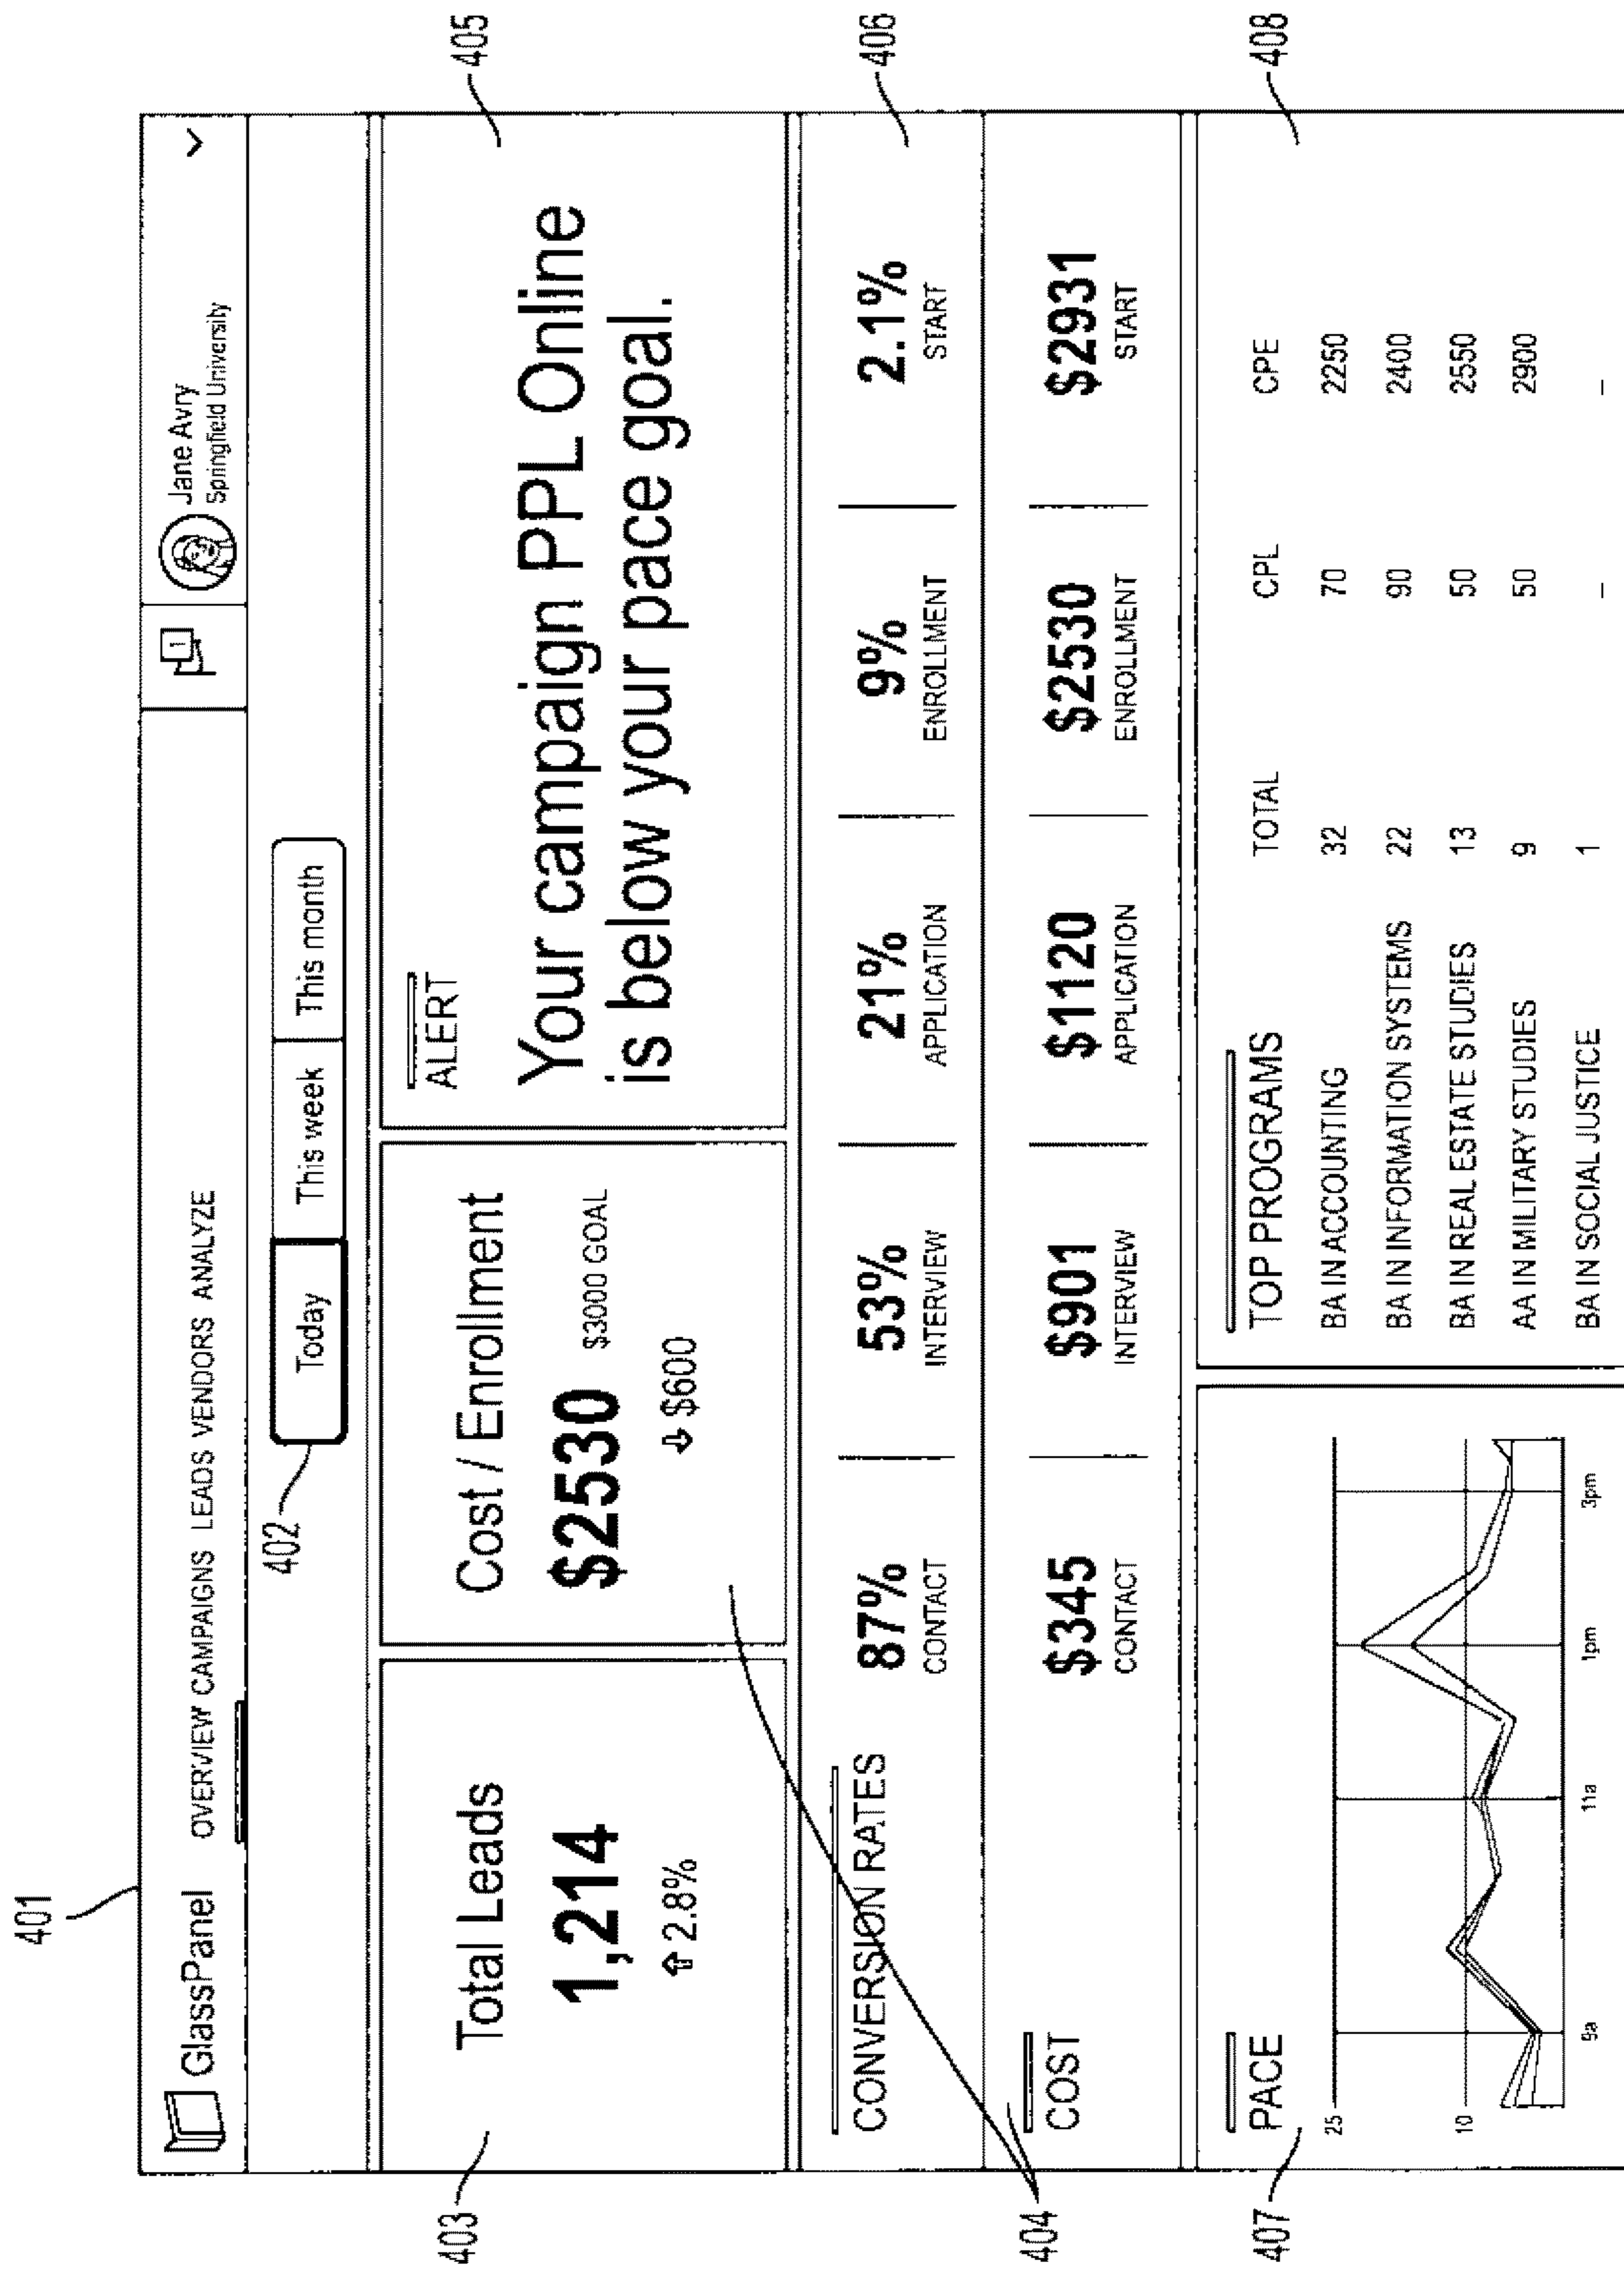 401
GlassPanel
OVERVIEW CAMPAIGNS LEADS VENDORS ANALYZE
1
Jane Avry
Springfield University
402
Today
This week
This month
403
Total Leads
1,214
⇧ 2.8%
Cost / Enrollment
$2530 $3000 GOAL
⇩ $600
405
ALERT
Your campaign PPL Online
is below your pace goal.
406
CONVERSION RATES
87%
CONTACT
53%
INTERVIEW
21%
APPLICATION
9%
ENROLLMENT
2.1%
START
404
COST
$345
CONTACT
$901
INTERVIEW
$1120
APPLICATION
$2530
ENROLLMENT
$2931
START
407
PACE
25
10
9a 11a 1pm 3pm
408
TOP PROGRAMS TOTAL CPL CPE
BA IN ACCOUNTING 32 70 2250
BA IN INFORMATION SYSTEMS 22 90 2400
BA IN REAL ESTATE STUDIES 13 50 2550
AA IN MILITARY STUDIES 9 50 2900
BA IN SOCIAL JUSTICE 1 – –